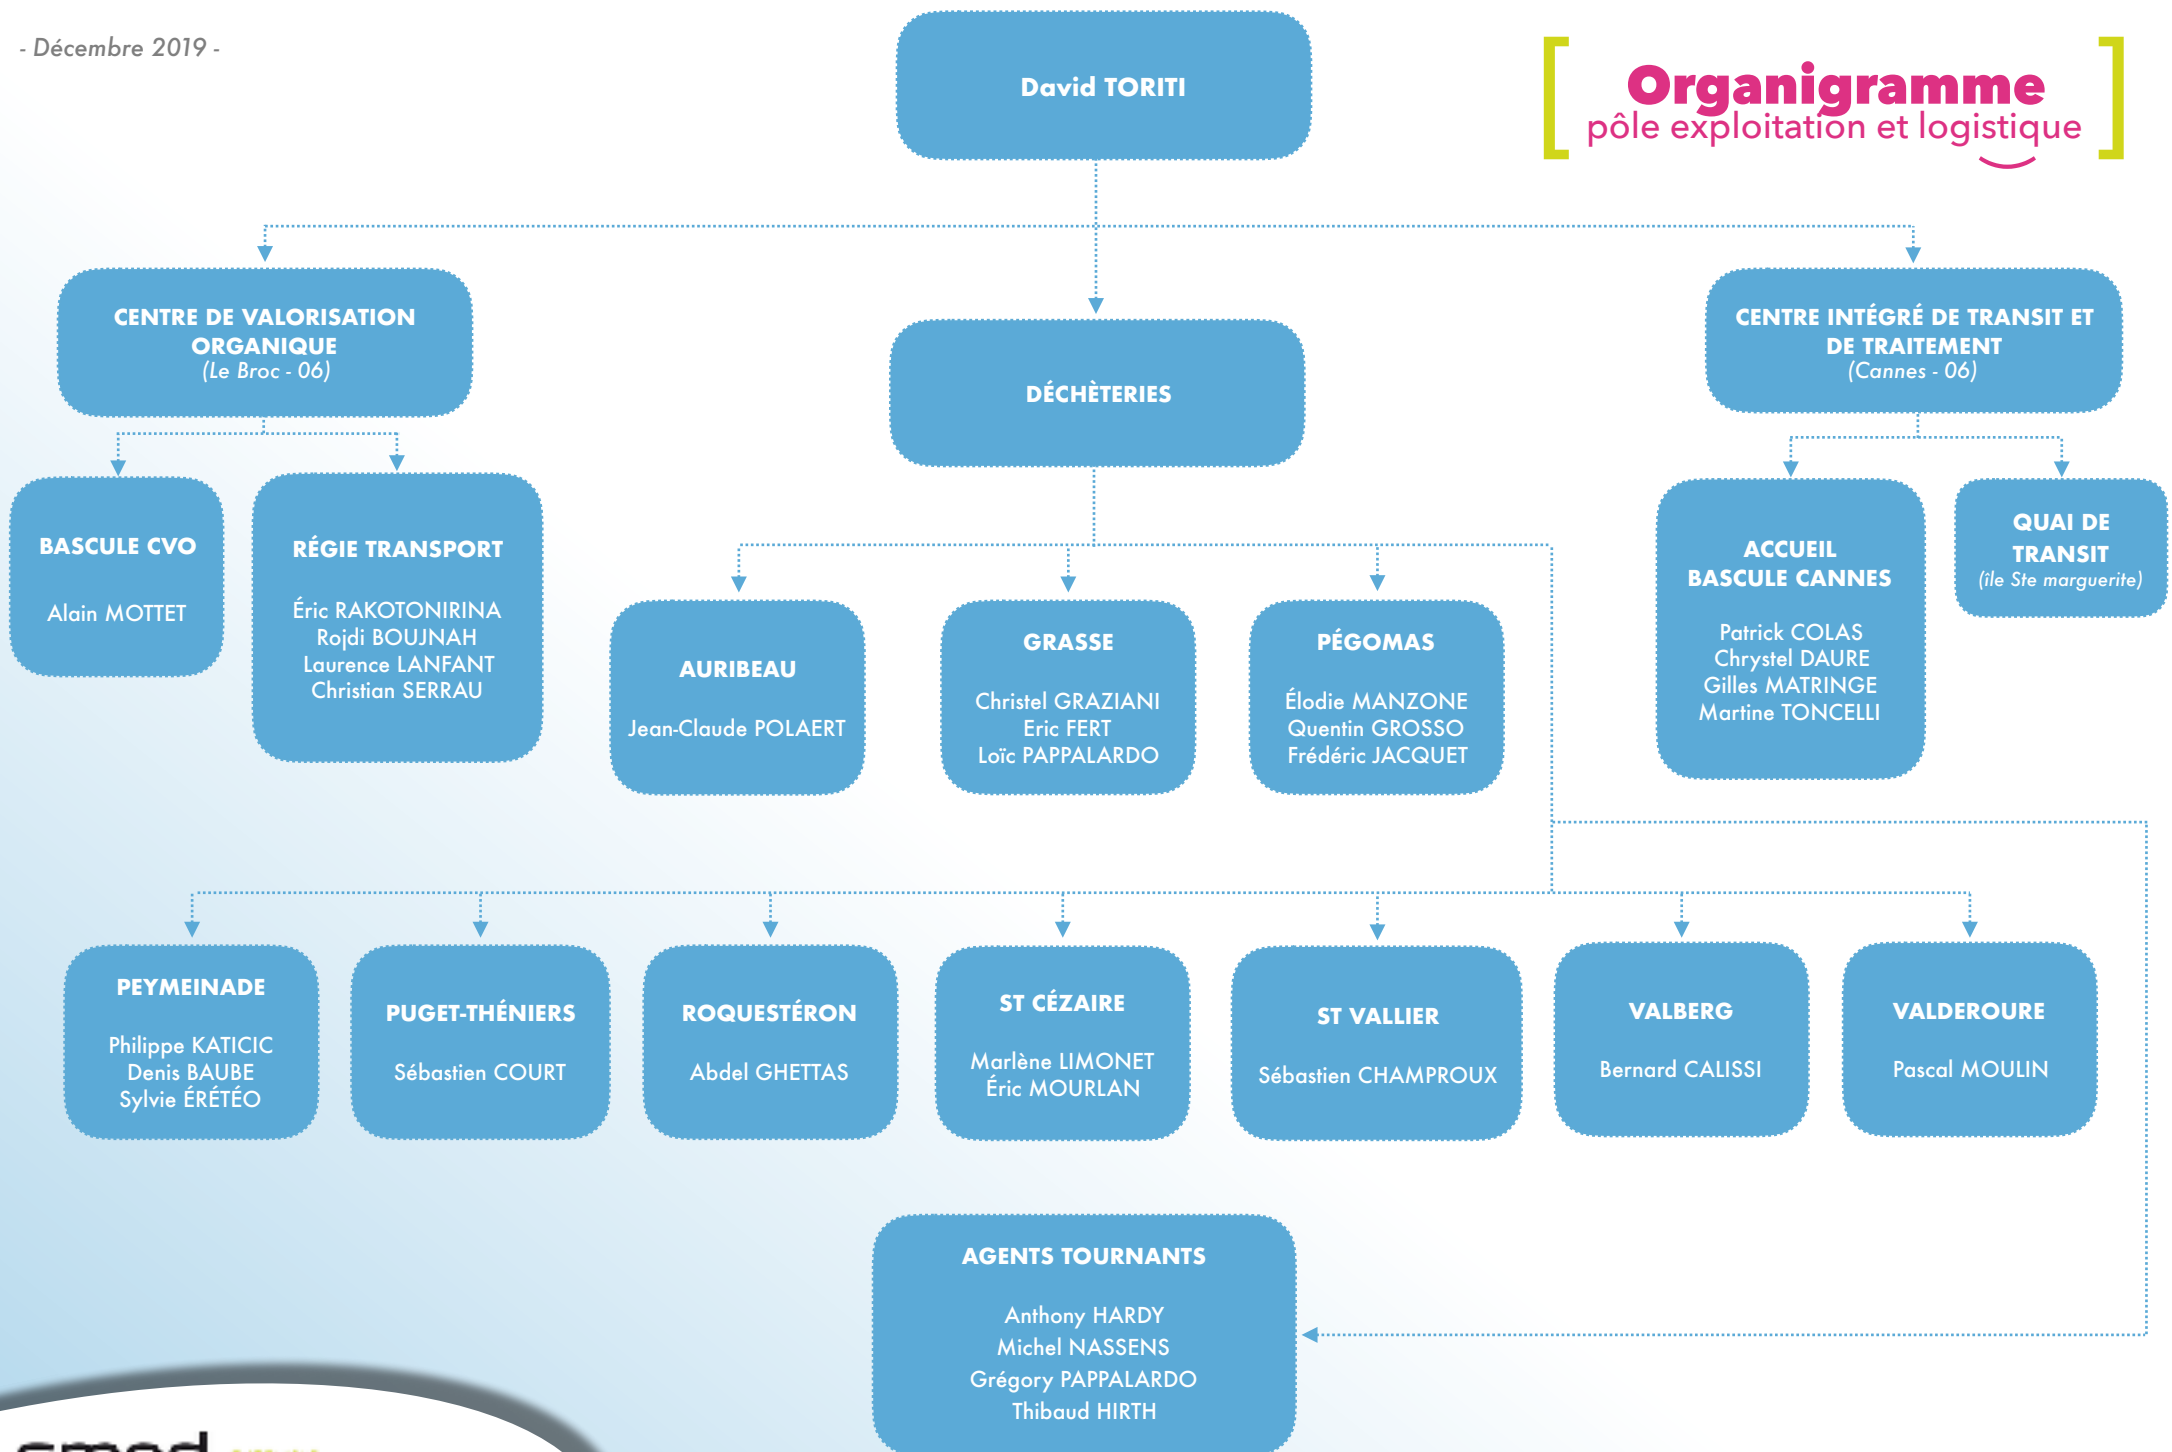 - Décembre 2019 -
David TORITI
Organigramme
pôle exploitation et logistique
CENTRE DE VALORISATION
ORGANIQUE
(Le Broc - 06)
DÉCHÈTERIES
CENTRE INTÉGRÉ DE TRANSIT ET
DE TRAITEMENT
(Cannes - 06)
BASCULE CVO
Alain MOTTET
RÉGIE TRANSPORT
Éric RAKOTONIRINA
Rojdi BOUJNAH
Laurence LANFANT
Christian SERRAU
AURIBEAU
Jean-Claude POLAERT
GRASSE
Christel GRAZIANI
Eric FERT
Loïc PAPPALARDO
PÉGOMAS
Élodie MANZONE
Quentin GROSSO
Frédéric JACQUET
ACCUEIL
BASCULE CANNES
Patrick COLAS
Chrystel DAURE
Gilles MATRINGE
Martine TONCELLI
QUAI DE
TRANSIT
(île Ste marguerite)
PEYMEINADE
Philippe KATICIC
Denis BAUBE
Sylvie ÉRÉTÉO
PUGET-THÉNIERS
Sébastien COURT
ROQUESTÉRON
Abdel GHETTAS
ST CÉZAIRE
Marlène LIMONET
Éric MOURLAN
ST VALLIER
Sébastien CHAMPROUX
VALBERG
Bernard CALISSI
VALDEROURE
Pascal MOULIN
AGENTS TOURNANTS
Anthony HARDY
Michel NASSENS
Grégory PAPPALARDO
Thibaud HIRTH
smed